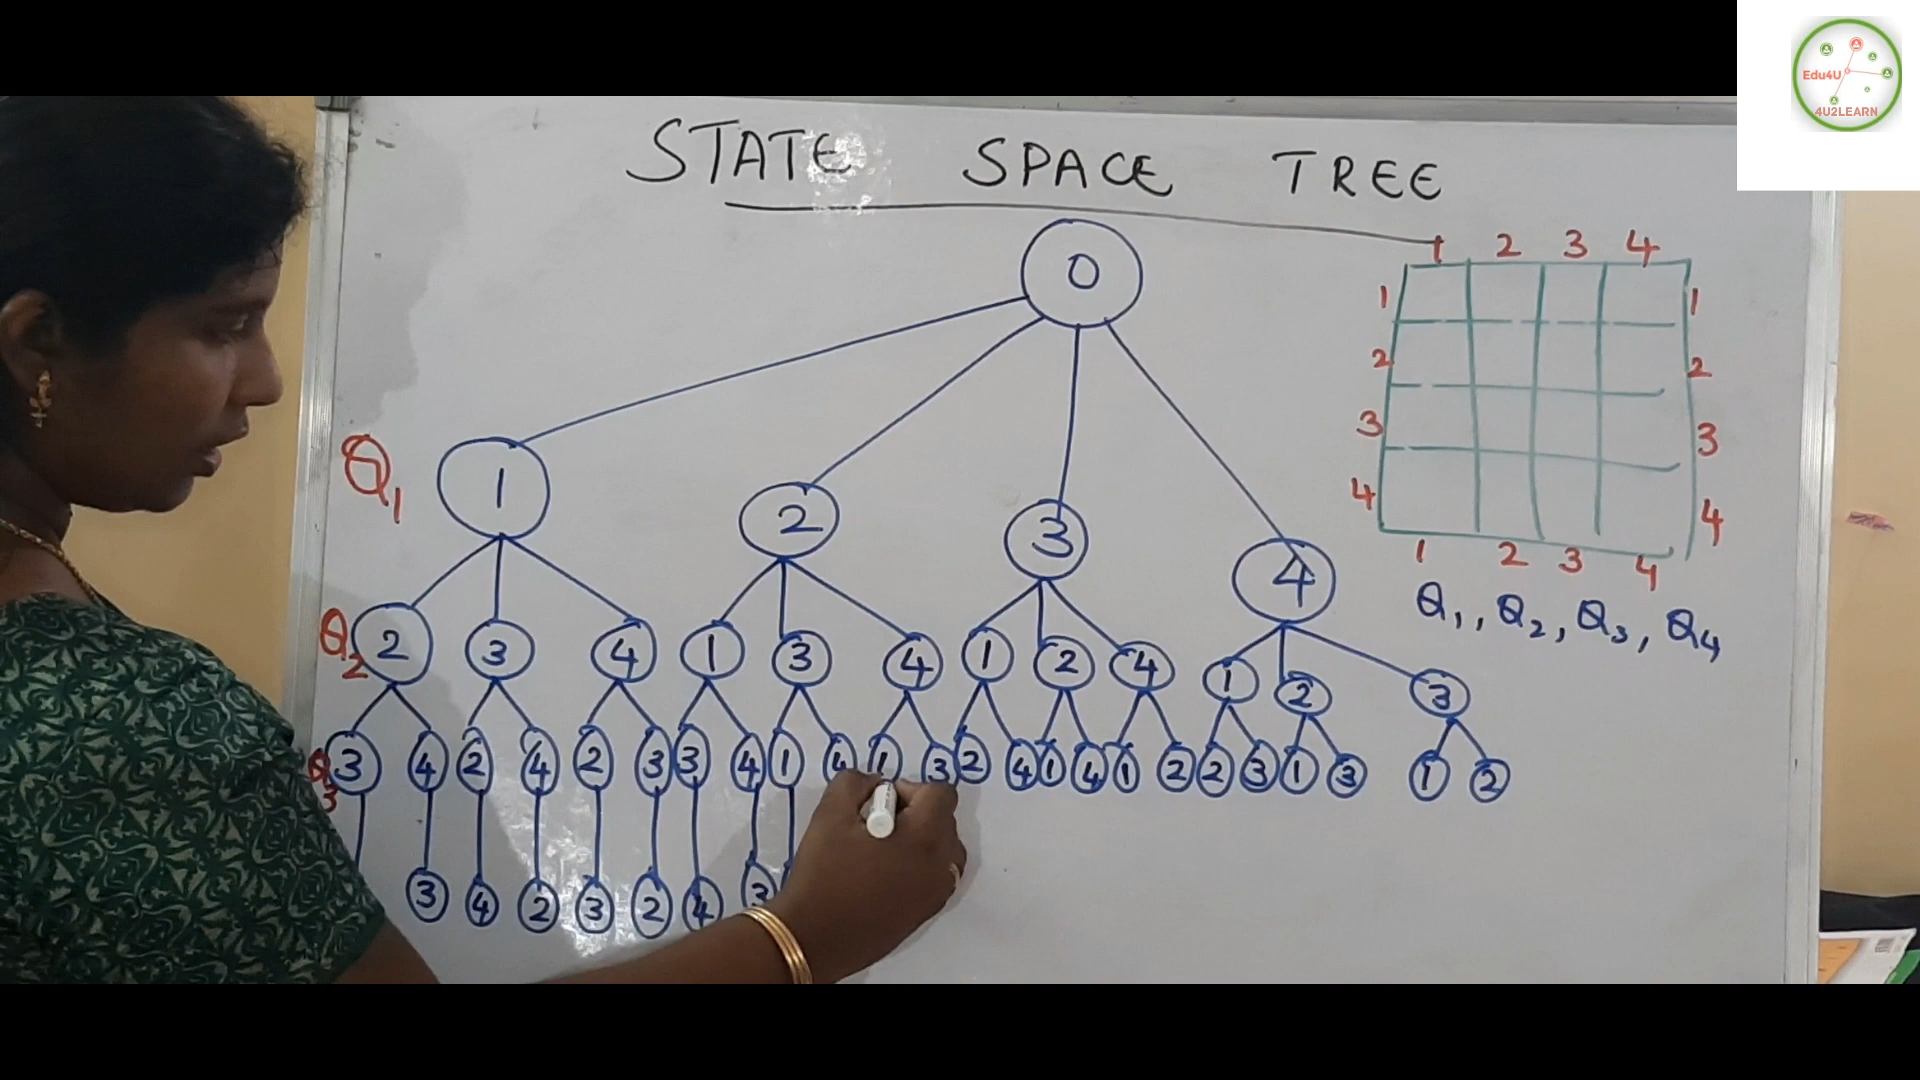 Edu4U
4U2LEARN
STATE SPACE TREE
0
1 2 3 4
1 1
2 2
3 3
4 4
1 2 3 4
Q1, Q2, Q3, Q4
Q1 1 2 3 4
Q2 2 3 4 1 3 4 1 2 4 1 2 3
Q3 3 4 2 4 2 3 3 4 1 4 1 3 2 4 1 4 1 2 2 3 1 3 1 2
3 4 2 3 2 4 3